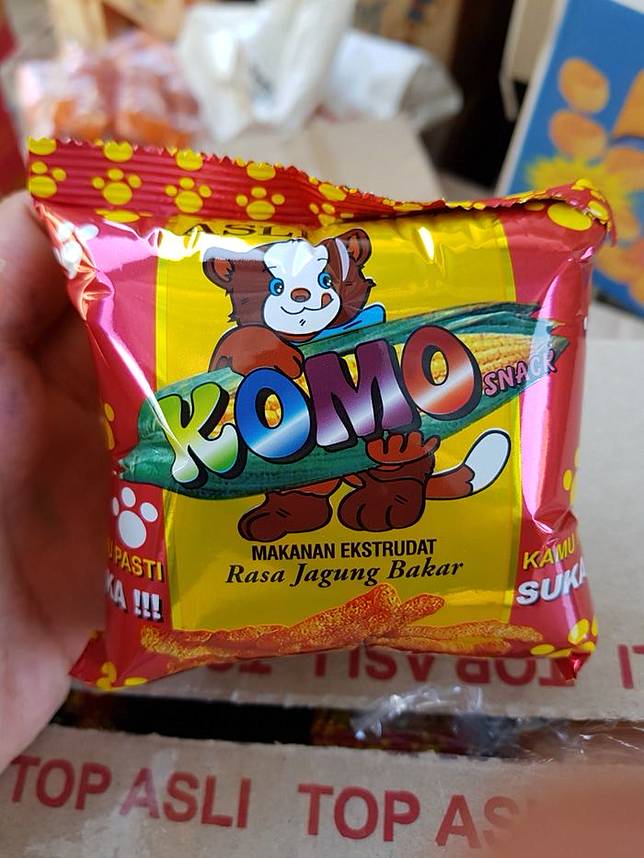 ASLI
KOMO
SNACK
MAKANAN EKSTRUDAT
Rasa Jagung Bakar
PASTI
KA !!!
KAMU
SUKA
TOP ASLI
TOP ASLI TOP AS